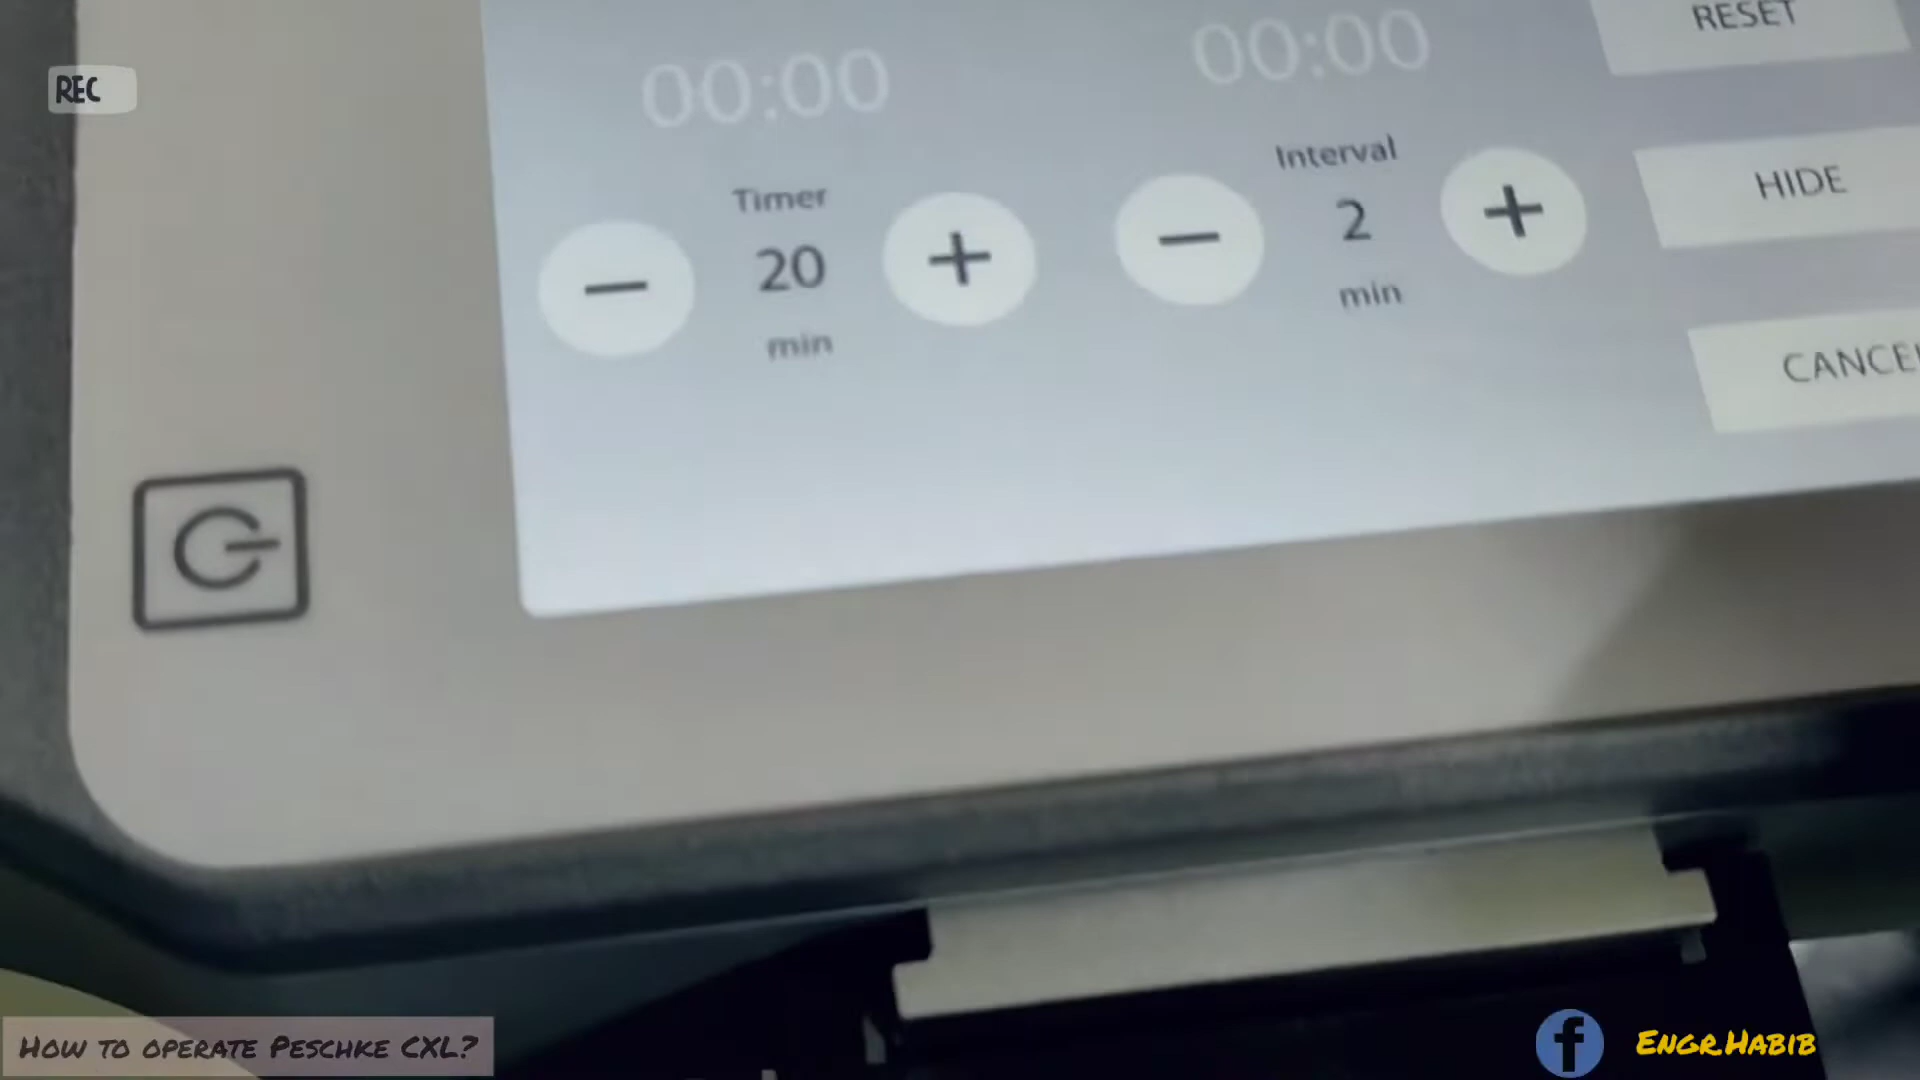 REC
00:00
00:00
RESET
Timer
Interval
HIDE
20
2
min
min
CANCEL
HOW TO OPERATE PESCHKE CXL?
ENGR.HABIB